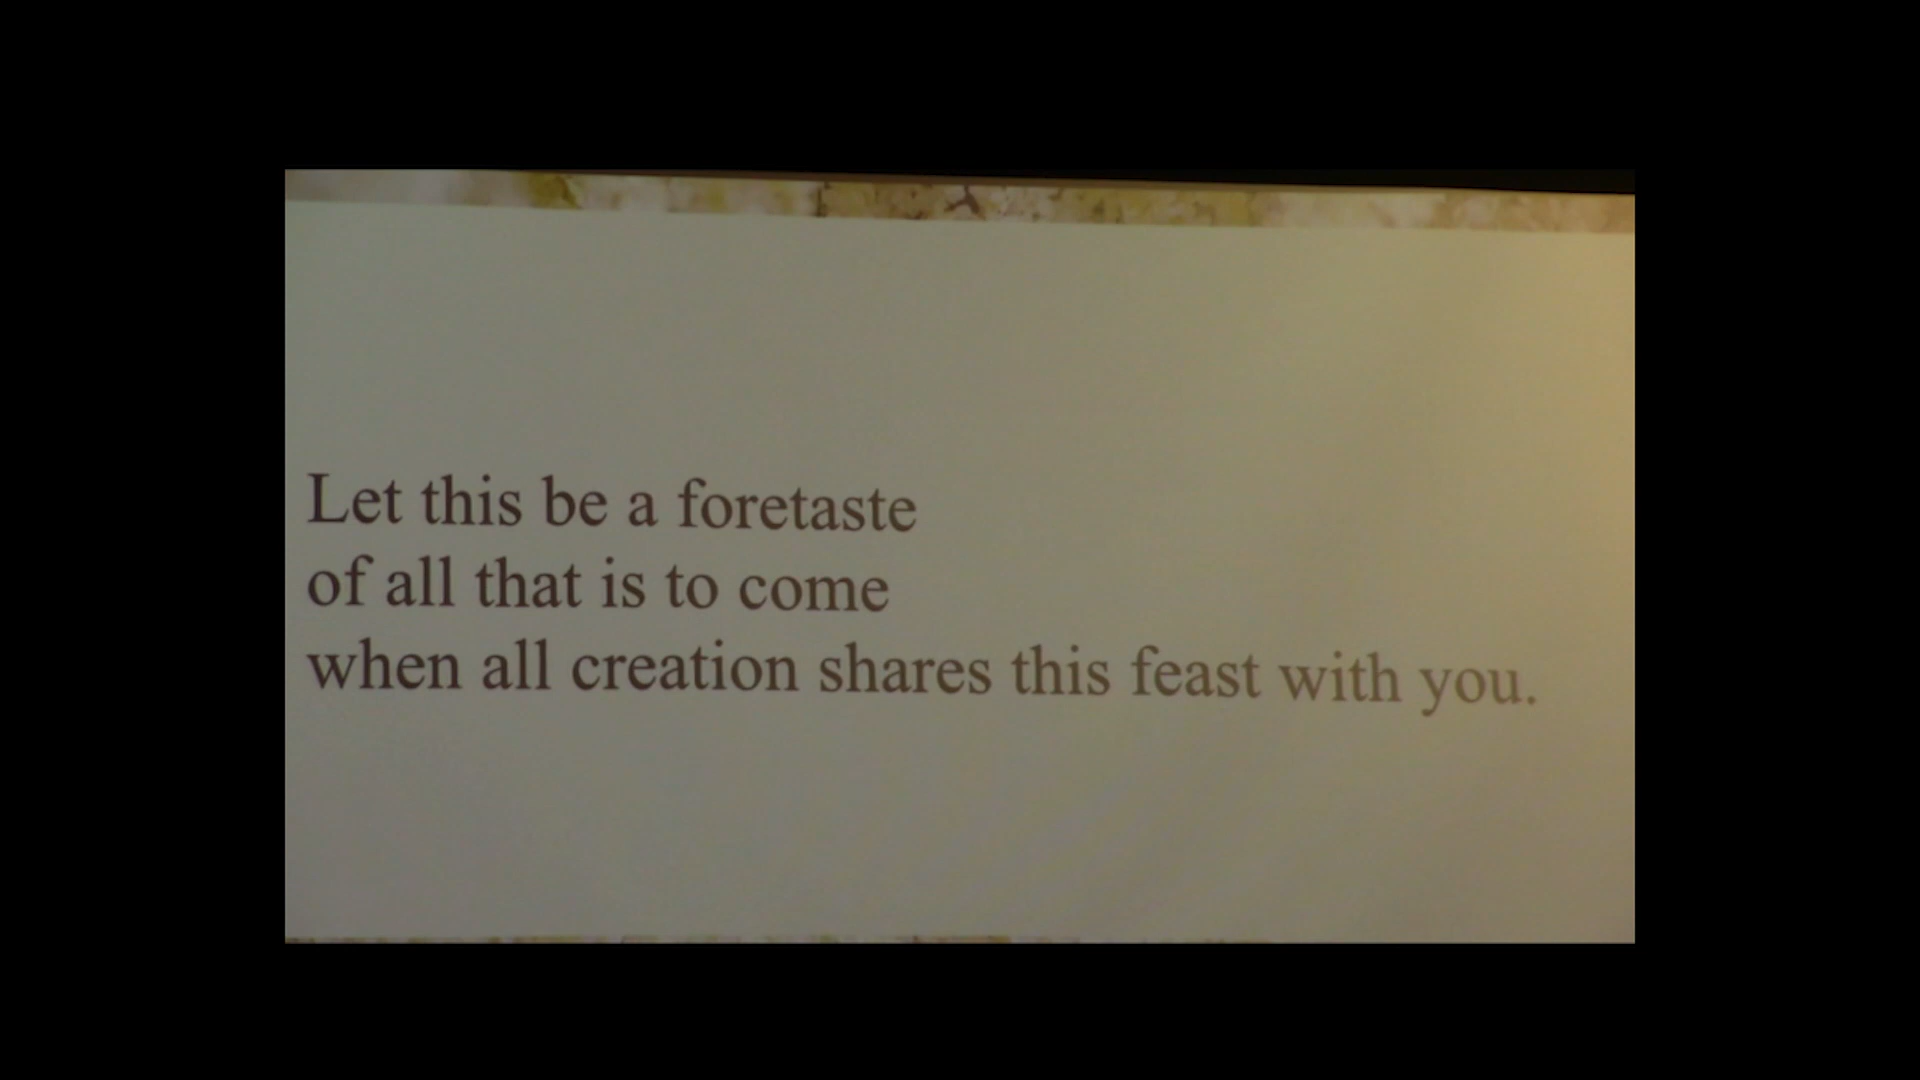 Let this be a foretaste
of all that is to come
when all creation shares this feast with you.